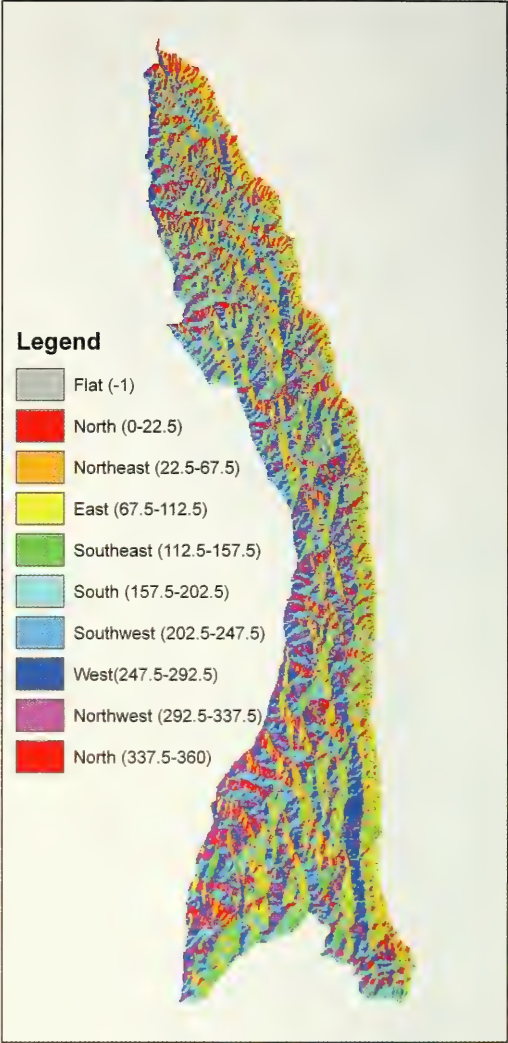 Legend
Flat (-1)
North (0-22.5)
Northeast (22.5-67.5)
East (67.5-112.5)
Southeast (112.5-157.5)
South (157.5-202.5)
Southwest (202.5-247.5)
West(247.5-292.5)
Northwest (292.5-337.5)
North (337.5-360)